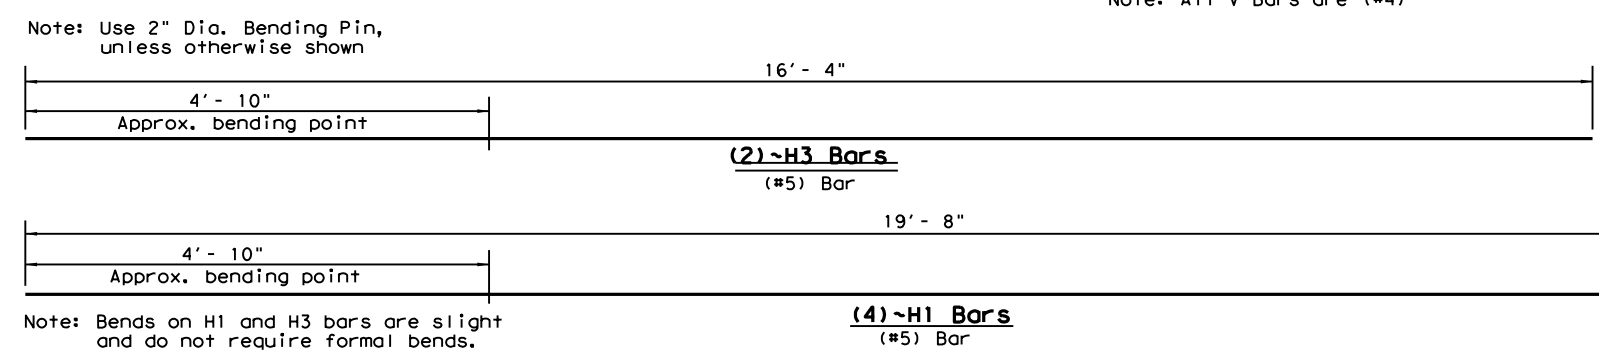 Note: All V Bars are (#4)
Note: Use 2" Dia. Bending Pin,
unless otherwise shown
16'- 4"
4'- 10"
Approx. bending point
(2)~H3 Bars
(#5) Bar
19'- 8"
4'- 10"
Approx. bending point
(4)~H1 Bars
(#5) Bar
Note: Bends on H1 and H3 bars are slight
and do not require formal bends.